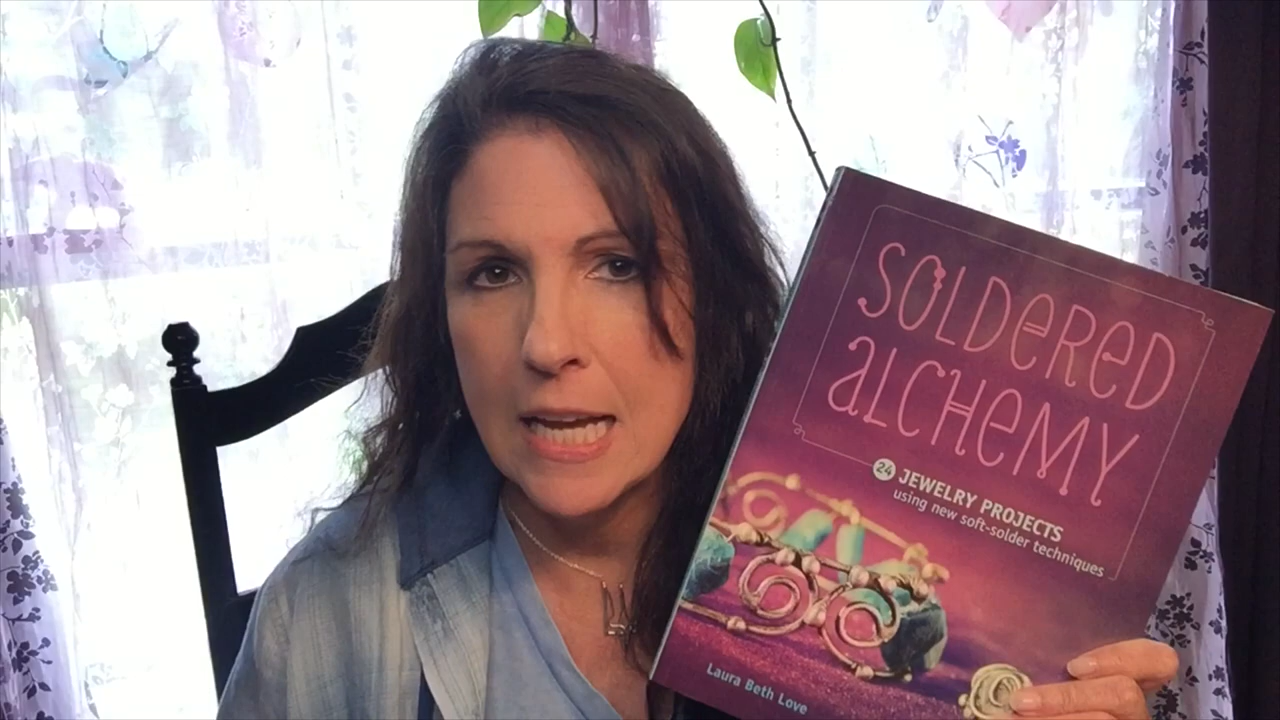 SOLDERED
ALCHEMY
24 JEWELRY PROJECTS
using new soft-solder techniques
Laura Beth Love